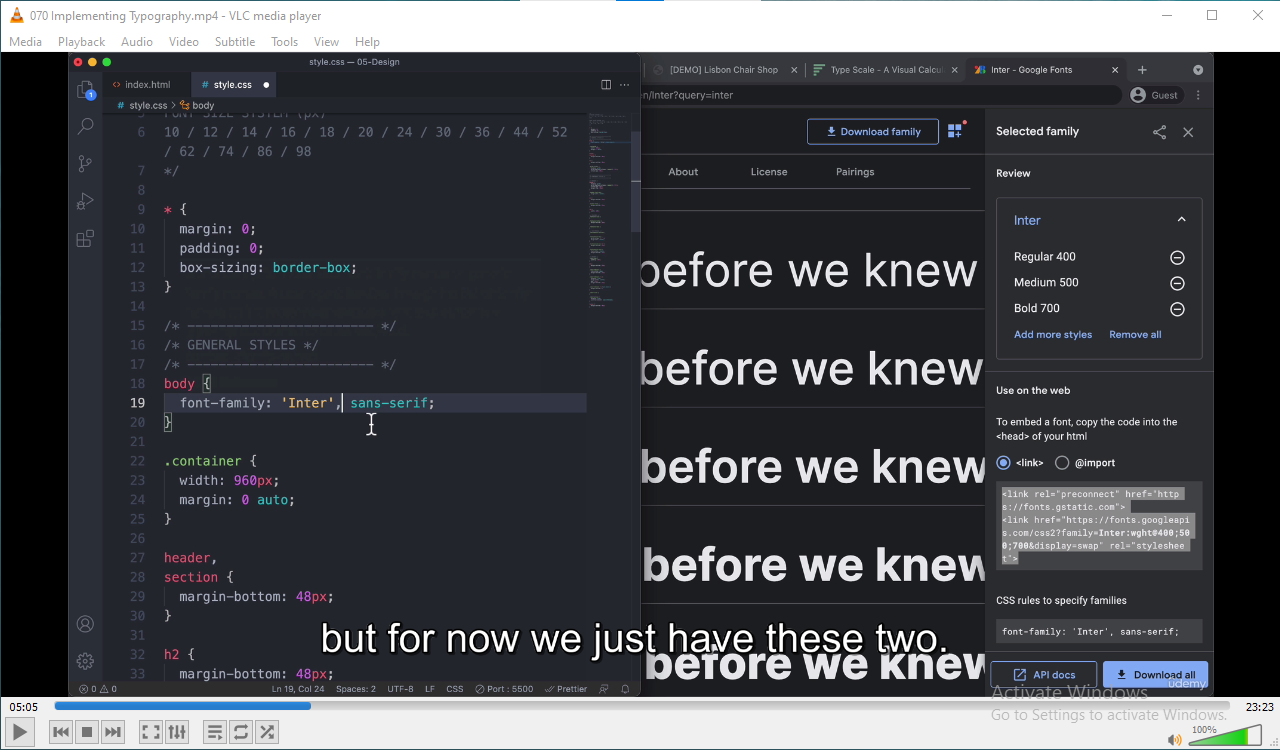 070 Implementing Typography.mp4 - VLC media player
Media Playback Audio Video Subtitle Tools View Help
style.css — 05-Design
index.html
# style.css
# style.css > body
5 FONT SIZE SYSTEM (px)
6 10 / 12 / 14 / 16 / 18 / 20 / 24 / 30 / 36 / 44 / 52
/ 62 / 74 / 86 / 98
7 */
8
9 * {
10 margin: 0;
11 padding: 0;
12 box-sizing: border-box;
13 }
14
15 /* ------------------------ */
16 /* GENERAL STYLES */
17 /* ------------------------ */
18 body {
19 font-family: 'Inter', sans-serif;
20 }
21
22 .container {
23 width: 960px;
24 margin: 0 auto;
25 }
26
27 header,
28 section {
29 margin-bottom: 48px;
30 }
31
32 h2 {
33 margin-bottom: 48px;
1
0 0 Ln 19, Col 24 Spaces: 2 UTF-8 LF CSS Port : 5500 Prettier
[DEMO] Lisbon Chair Shop
Type Scale - A Visual Calcul
Inter - Google Fonts
en/Inter?query=inter
Guest
Download family
About License Pairings
before we knew
before we knew
before we knew
before we knew
before we knew
Selected family
Review
Inter
Regular 400
Medium 500
Bold 700
Add more styles Remove all
Use on the web
To embed a font, copy the code into the
<head> of your html
<link> @import
<link rel="preconnect" href="http
s://fonts.gstatic.com">
<link href="https://fonts.googleapi
s.com/css2?family=Inter:wght@400;50
0;700&display=swap" rel="styleshee
t">
CSS rules to specify families
font-family: 'Inter', sans-serif;
API docs
Download all
udemy
but for now we just have these two.
Activate Windows
Go to Settings to activate Windows.
05:05
23:23
100%